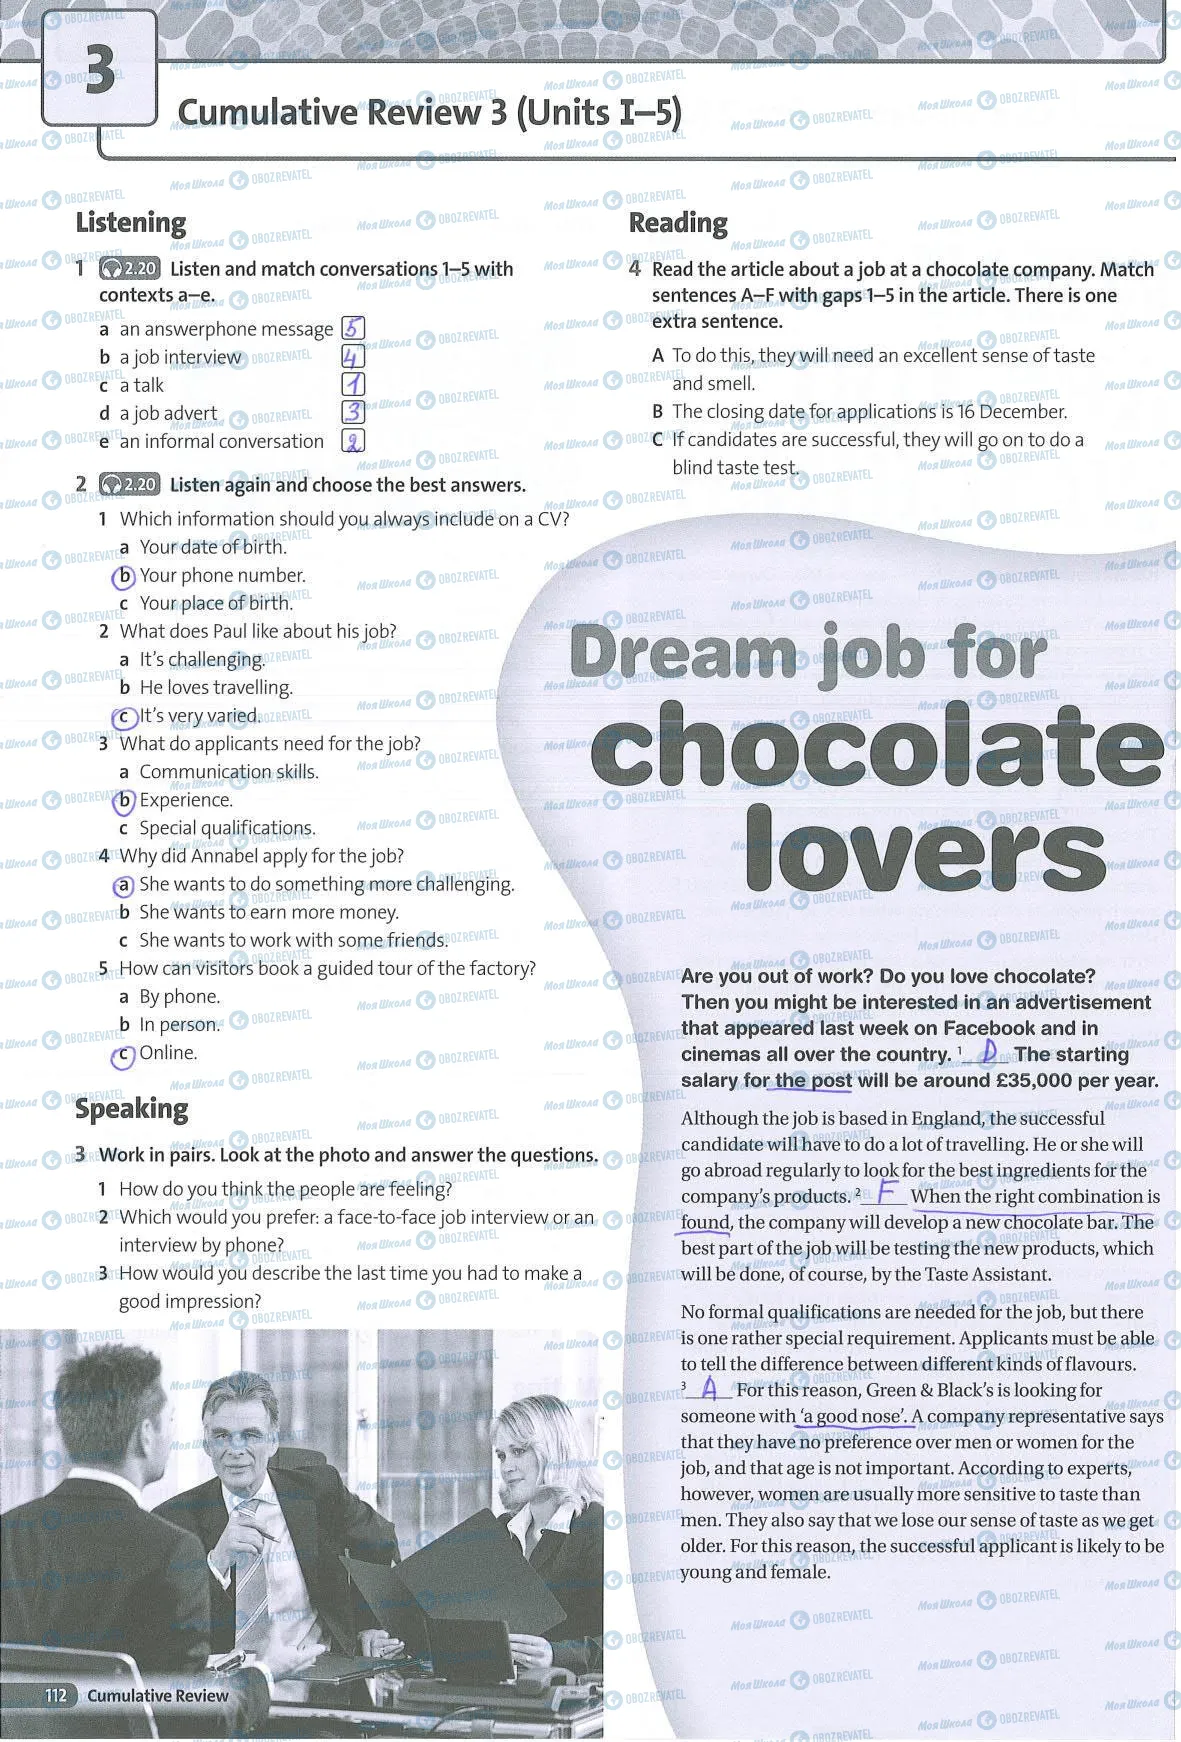 3
Cumulative Review 3 (Units I–5)
Listening
1 2.20 Listen and match conversations 1–5 with
contexts a–e.
a an answerphone message 5
b a job interview 4
c a talk 1
d a job advert 3
e an informal conversation 2
2 2.20 Listen again and choose the best answers.
1 Which information should you always include on a CV?
a Your date of birth.
b Your phone number.
c Your place of birth.
2 What does Paul like about his job?
a It's challenging.
b He loves travelling.
c It's very varied.
3 What do applicants need for the job?
a Communication skills.
b Experience.
c Special qualifications.
4 Why did Annabel apply for the job?
a She wants to do something more challenging.
b She wants to earn more money.
c She wants to work with some friends.
5 How can visitors book a guided tour of the factory?
a By phone.
b In person.
c Online.
Speaking
3 Work in pairs. Look at the photo and answer the questions.
1 How do you think the people are feeling?
2 Which would you prefer: a face-to-face job interview or an
interview by phone?
3 How would you describe the last time you had to make a
good impression?
112 Cumulative Review
Reading
4 Read the article about a job at a chocolate company. Match
sentences A–F with gaps 1–5 in the article. There is one
extra sentence.
A To do this, they will need an excellent sense of taste
and smell.
B The closing date for applications is 16 December.
C If candidates are successful, they will go on to do a
blind taste test.
Dream job for
chocolate
lovers
Are you out of work? Do you love chocolate?
Then you might be interested in an advertisement
that appeared last week on Facebook and in
cinemas all over the country. 1 D The starting
salary for the post will be around £35,000 per year.
Although the job is based in England, the successful
candidate will have to do a lot of travelling. He or she will
go abroad regularly to look for the best ingredients for the
company's products. 2 F When the right combination is
found, the company will develop a new chocolate bar. The
best part of the job will be testing the new products, which
will be done, of course, by the Taste Assistant.
No formal qualifications are needed for the job, but there
is one rather special requirement. Applicants must be able
to tell the difference between different kinds of flavours.
3 A For this reason, Green & Black's is looking for
someone with 'a good nose'. A company representative says
that they have no preference over men or women for the
job, and that age is not important. According to experts,
however, women are usually more sensitive to taste than
men. They also say that we lose our sense of taste as we get
older. For this reason, the successful applicant is likely to be
young and female.
Моя Школа OBOZREVATEL